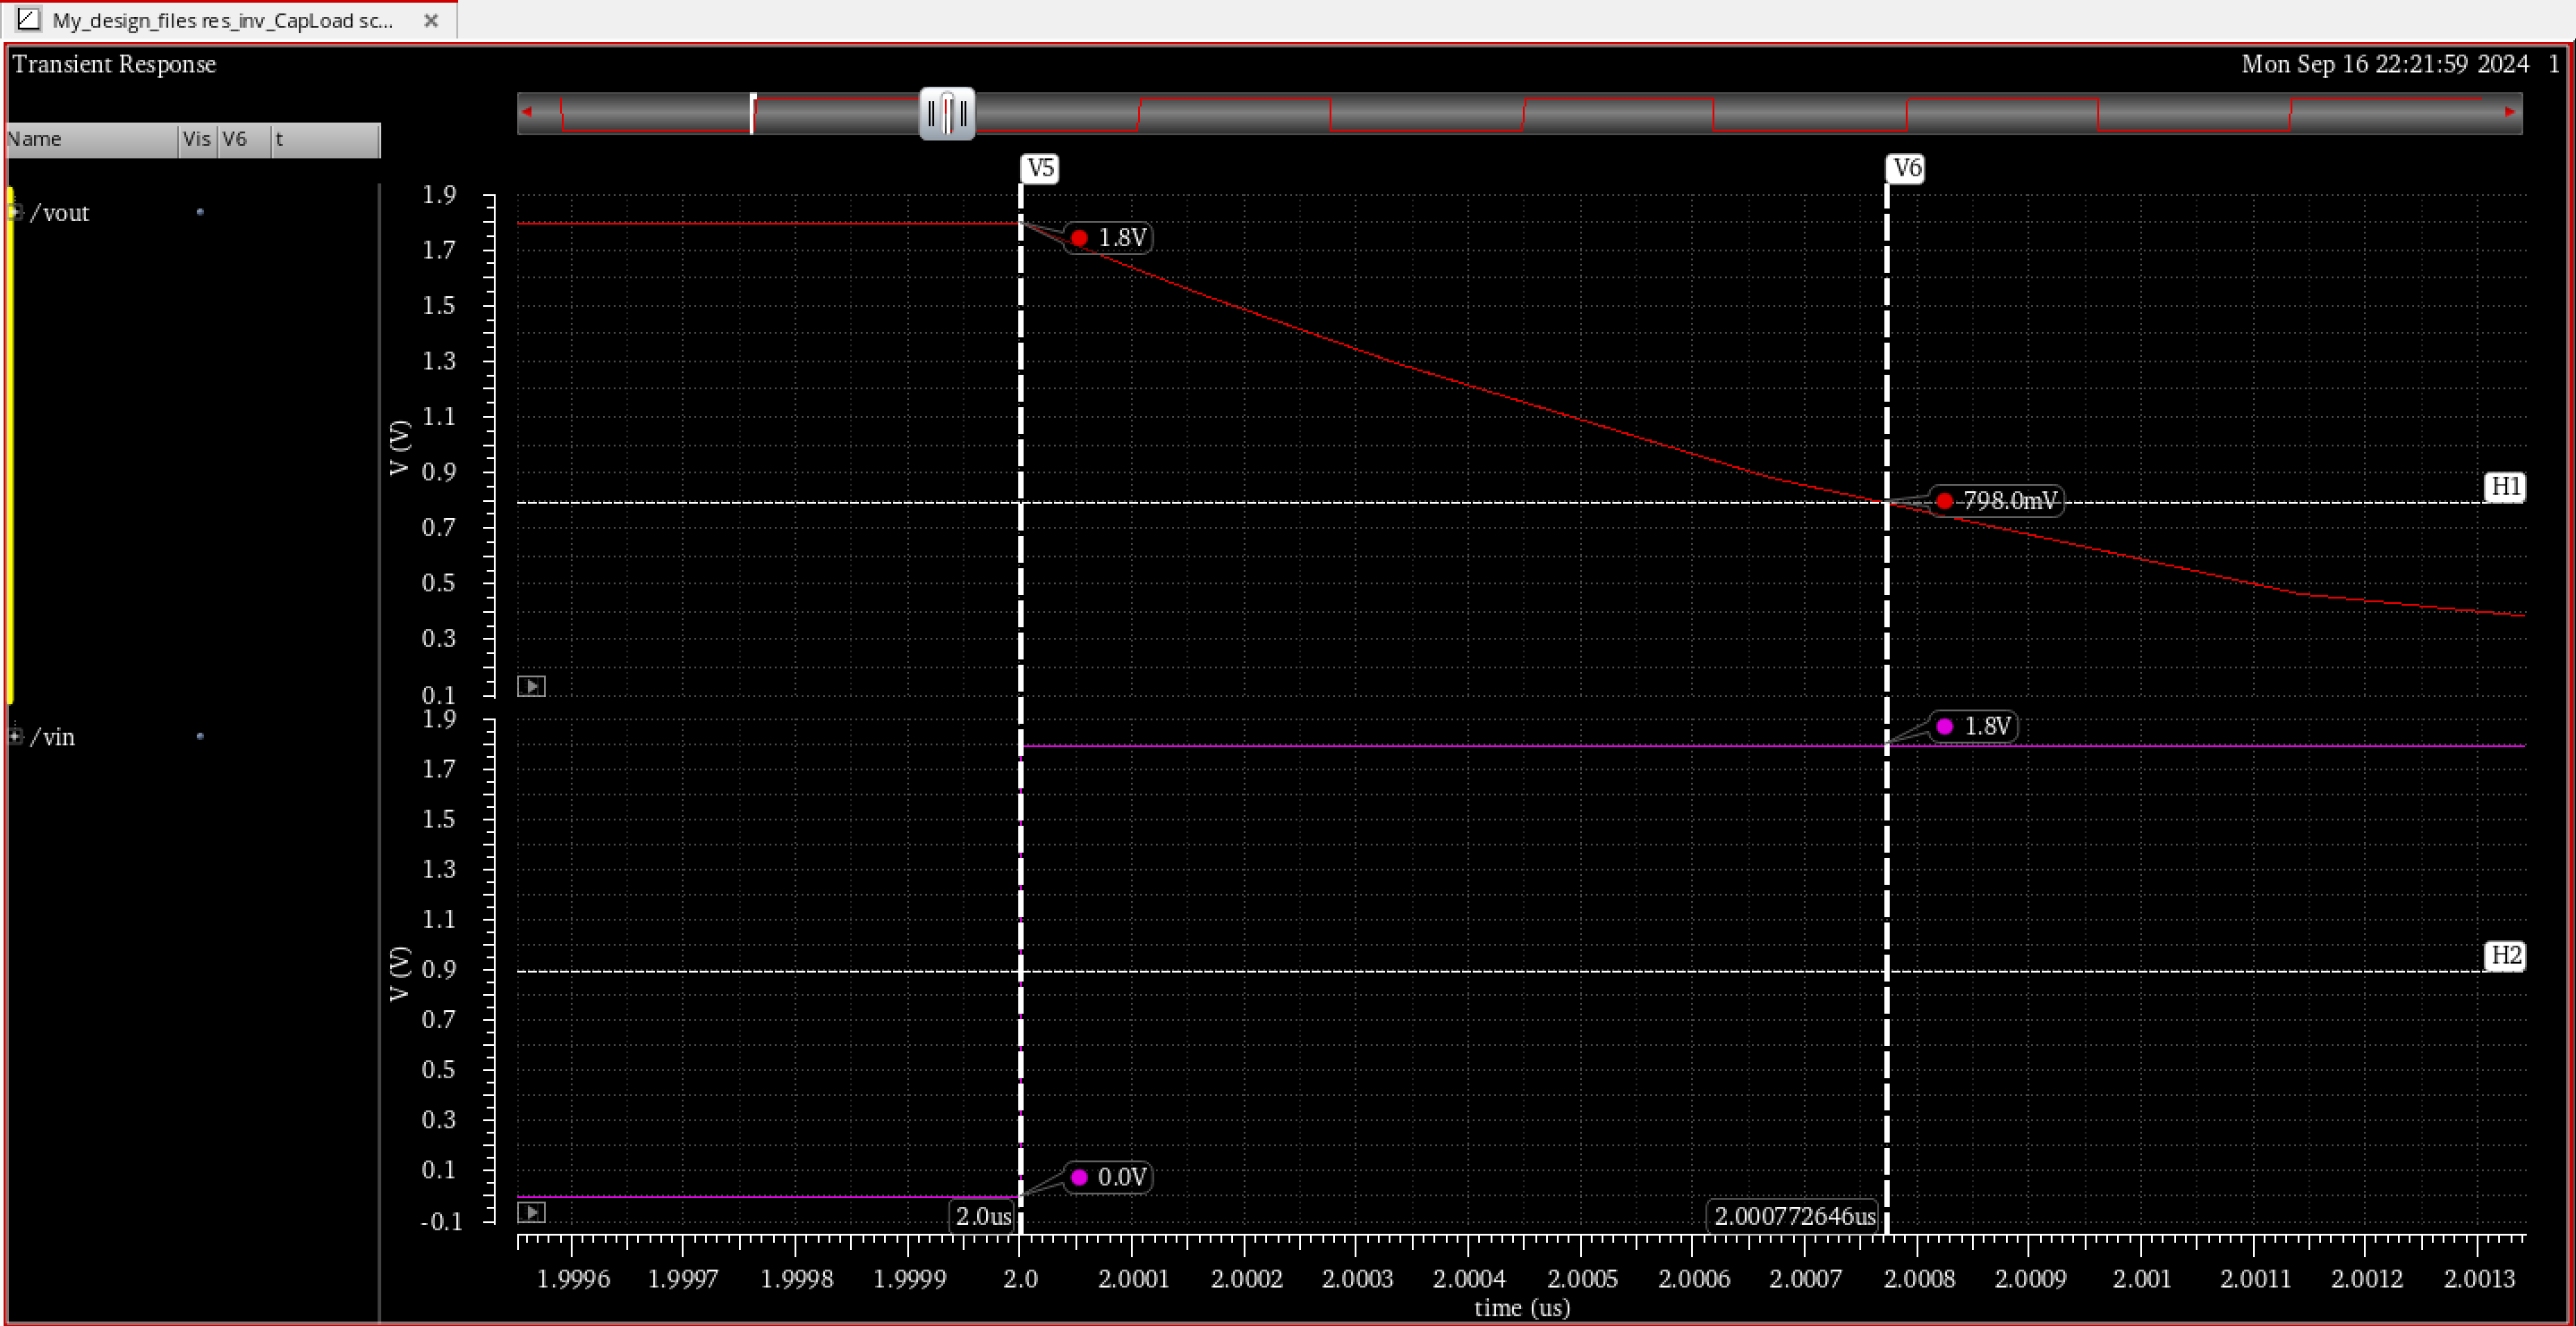 My_design_files res_inv_CapLoad sc...
Transient Response
Mon Sep 16 22:21:59 2024 1
Name Vis V6 t
V5 V6
/vout
1.9
1.7
1.5
1.3
1.1
0.9
0.7
0.5
0.3
0.1
V (V)
1.8V
798.0mV
H1
/vin
1.9
1.7
1.5
1.3
1.1
0.9
0.7
0.5
0.3
0.1
-0.1
V (V)
1.8V
H2
0.0V
2.0us
2.000772646us
1.9996 1.9997 1.9998 1.9999 2.0 2.0001 2.0002 2.0003 2.0004 2.0005 2.0006 2.0007 2.0008 2.0009 2.001 2.0011 2.0012 2.0013
time (us)